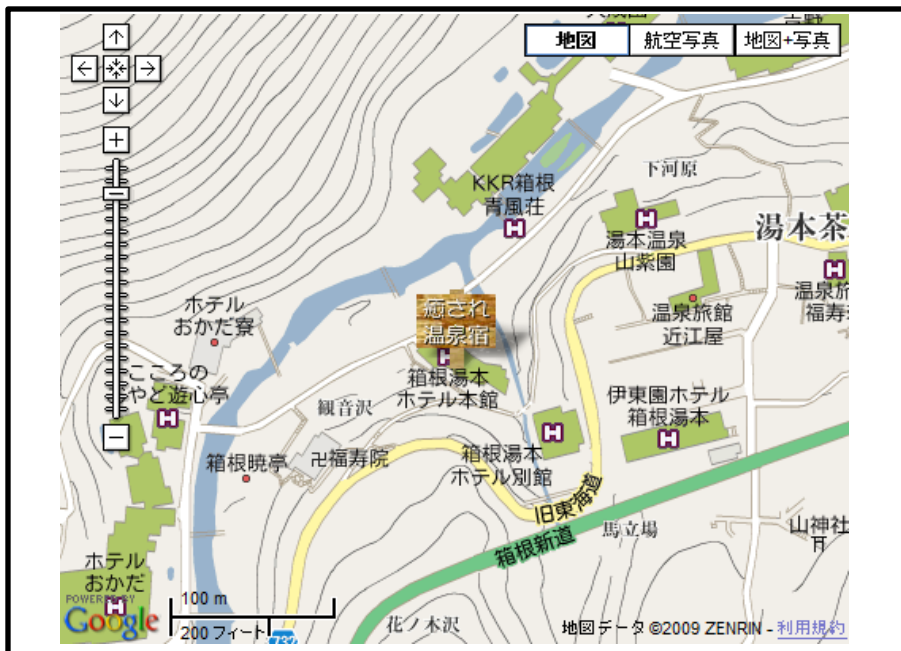 地図
航空写真
地図+写真
KKR箱根
青風荘
下河原
湯本温泉
山紫園
湯本茶
ホテル
おかだ寮
癒され
温泉宿
温泉旅館
近江屋
温泉旅
福寿
こころの
やど遊心亭
箱根湯本
ホテル本館
観音沢
伊東園ホテル
箱根湯本
箱根暁亭
卍福寿院
箱根湯本
ホテル別館
旧東海道
箱根新道
馬立場
山神社
ホテル
おかだ
花ノ木沢
POWERED BY
Google
100 m
200 フィート
732
地図データ ©2009 ZENRIN - 利用規約